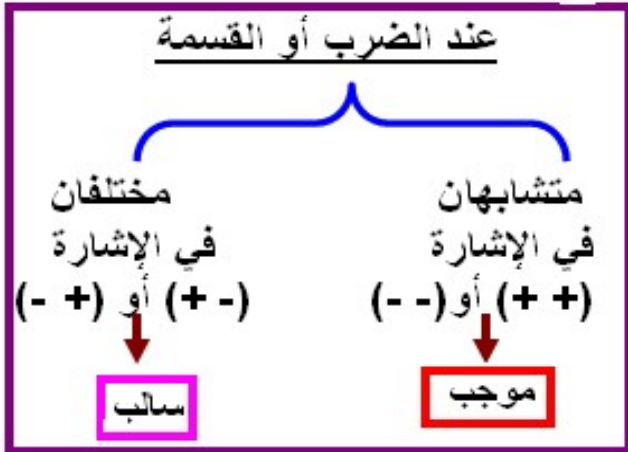 عند الضرب أو القسمة
متشابهان
في الإشارة
(+ +) أو (- -)
موجب
مختلفان
في الإشارة
(- +) أو (+ -)
سالب